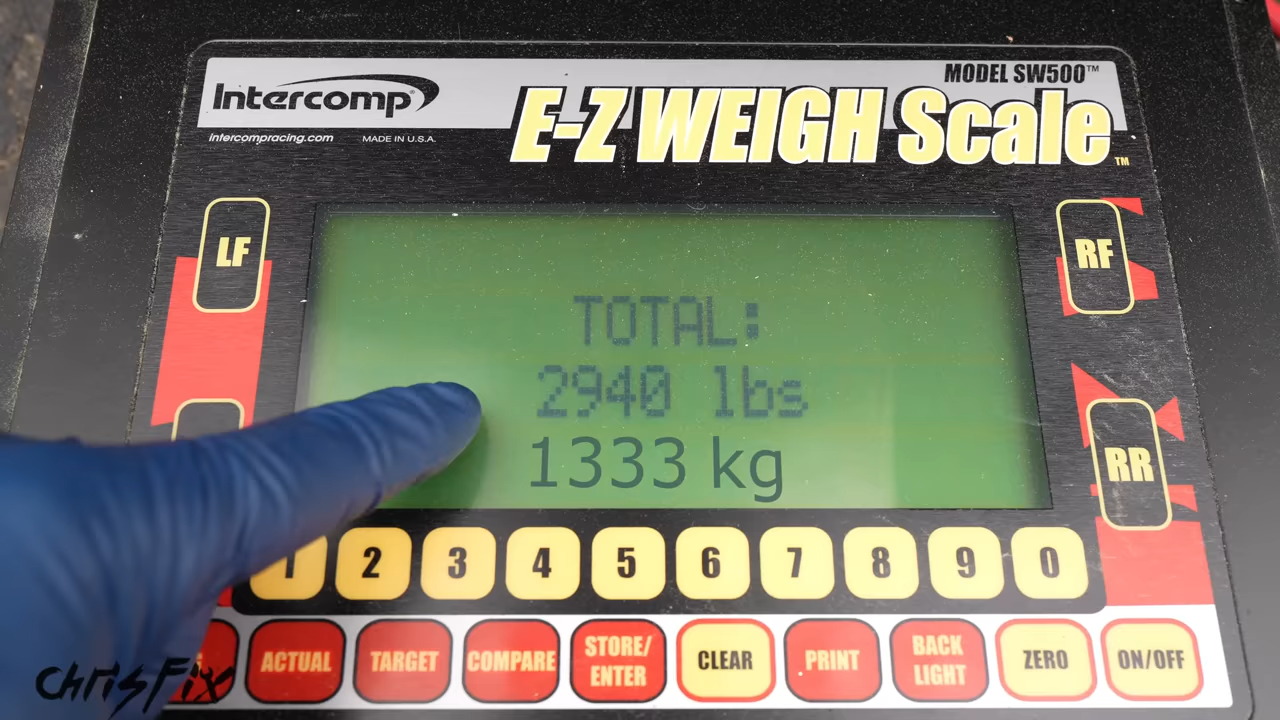 MODEL SW500™
Intercomp®
E-Z WEIGH Scale™
intercompracing.com MADE IN U.S.A.
LF
RF
TOTAL:
2940 lbs
1333 kg
RR
1 2 3 4 5 6 7 8 9 0
ACTUAL TARGET COMPARE STORE/ENTER CLEAR PRINT BACK LIGHT ZERO ON/OFF
chrisFix